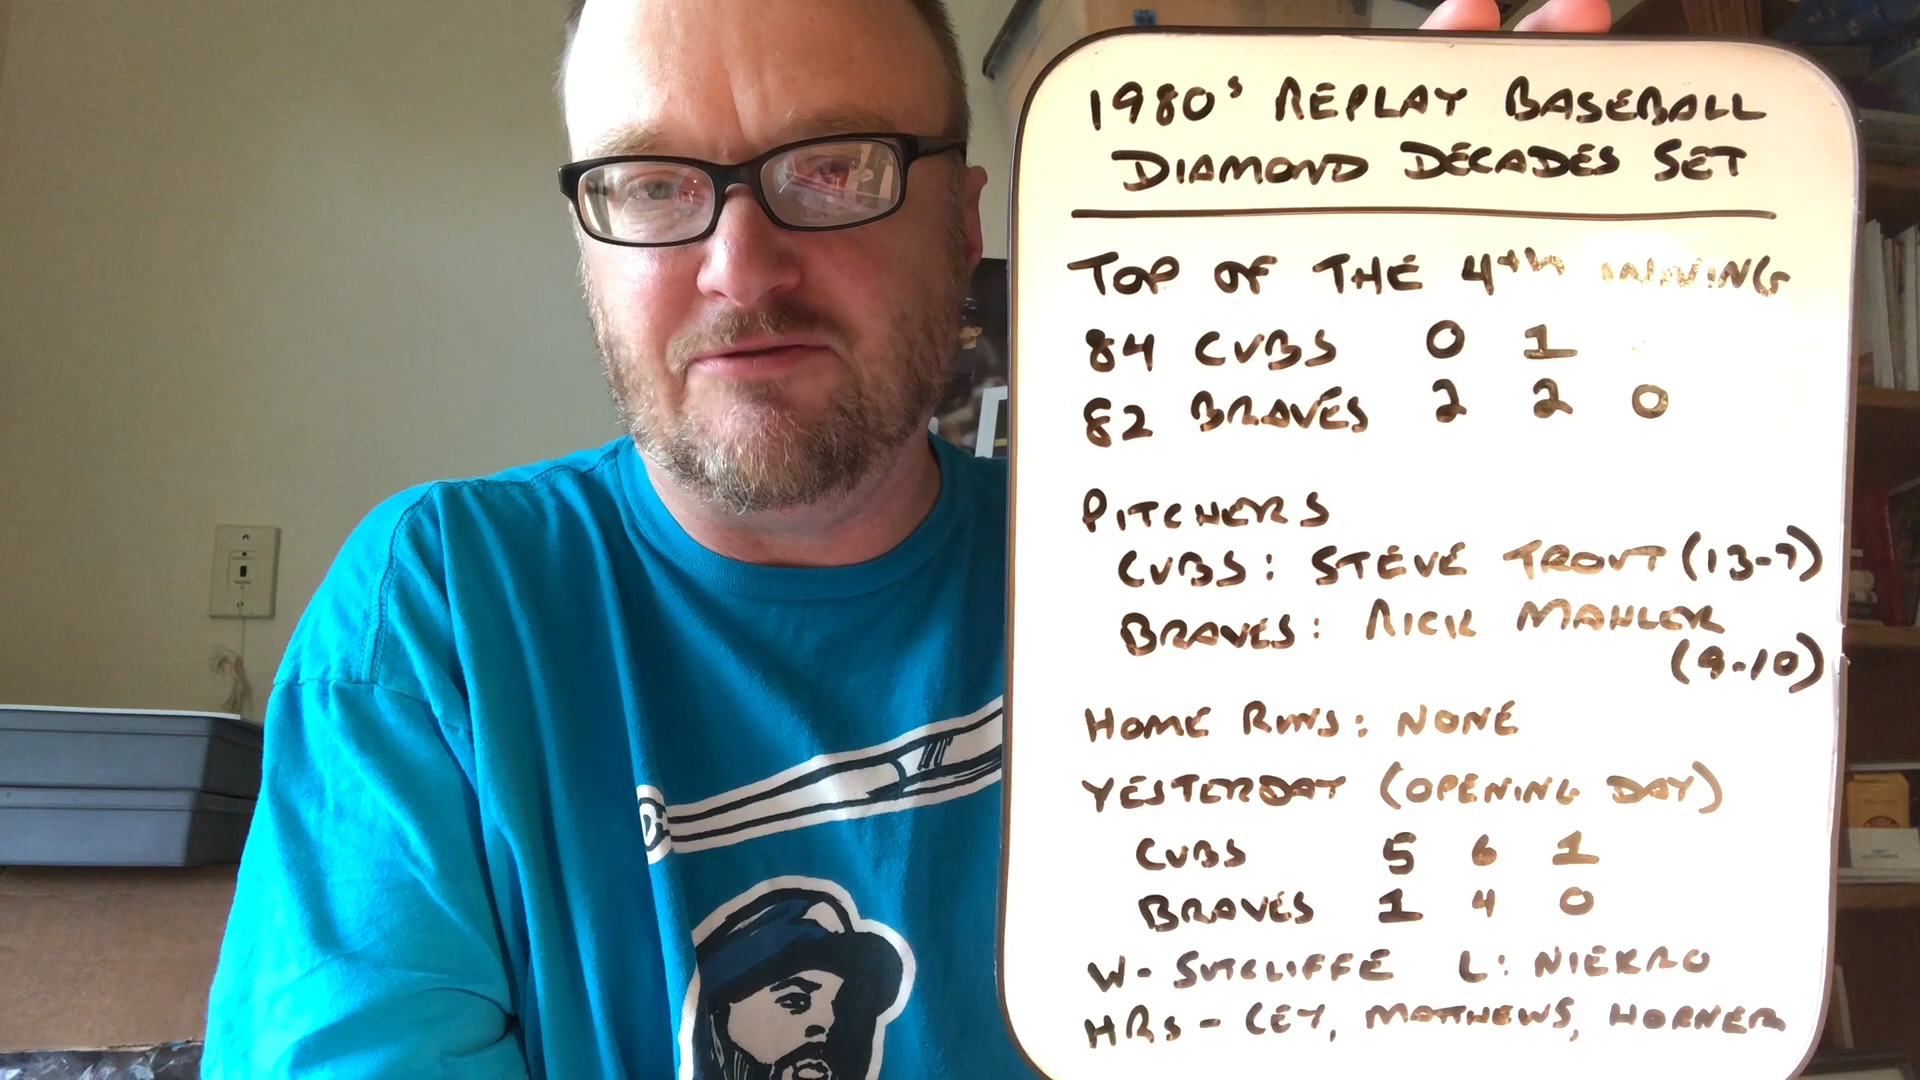 1980's REPLAY BASEBALL
DIAMOND DECADES SET
TOP OF THE 4th INNING
84 CUBS 0 1
82 BRAVES 2 2 0
PITCHERS
CUBS: STEVE TROUT (13-7)
BRAVES: RICK MAHLER
(9-10)
HOME RUNS: NONE
YESTERDAY (OPENING DAY)
CUBS 5 6 1
BRAVES 1 4 0
W- SUTCLIFFE L: NIEKRO
HRS - CEY, MATTHEWS, HORNER